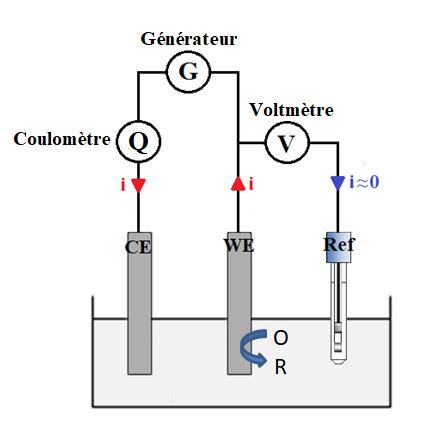 Générateur
G
Voltmètre
Coulomètre
Q
V
i
i
i≈0
CE
WE
Ref
O
R